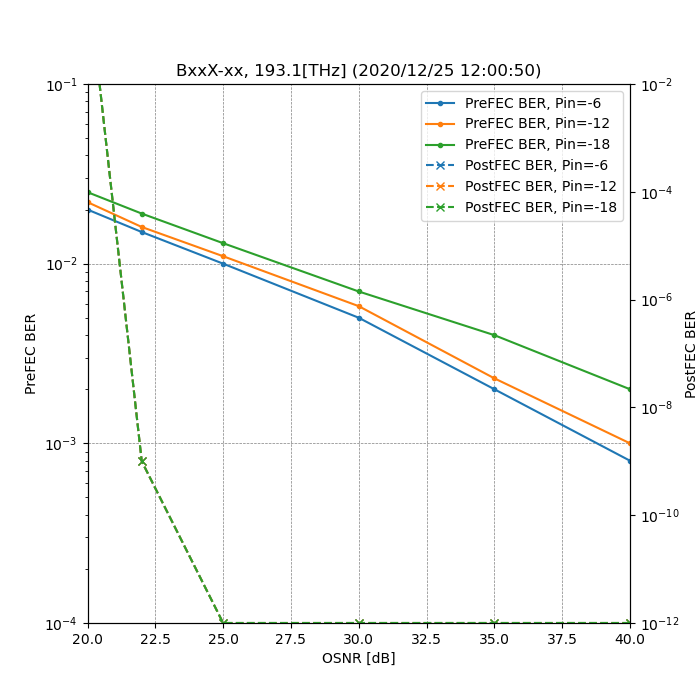 BxxX-xx, 193.1[THz] (2020/12/25 12:00:50)
PreFEC BER, Pin=-6
PreFEC BER, Pin=-12
PreFEC BER, Pin=-18
PostFEC BER, Pin=-6
PostFEC BER, Pin=-12
PostFEC BER, Pin=-18
PreFEC BER
10⁻¹
10⁻²
10⁻³
10⁻⁴
PostFEC BER
10⁻²
10⁻⁴
10⁻⁶
10⁻⁸
10⁻¹⁰
10⁻¹²
20.0 22.5 25.0 27.5 30.0 32.5 35.0 37.5 40.0
OSNR [dB]